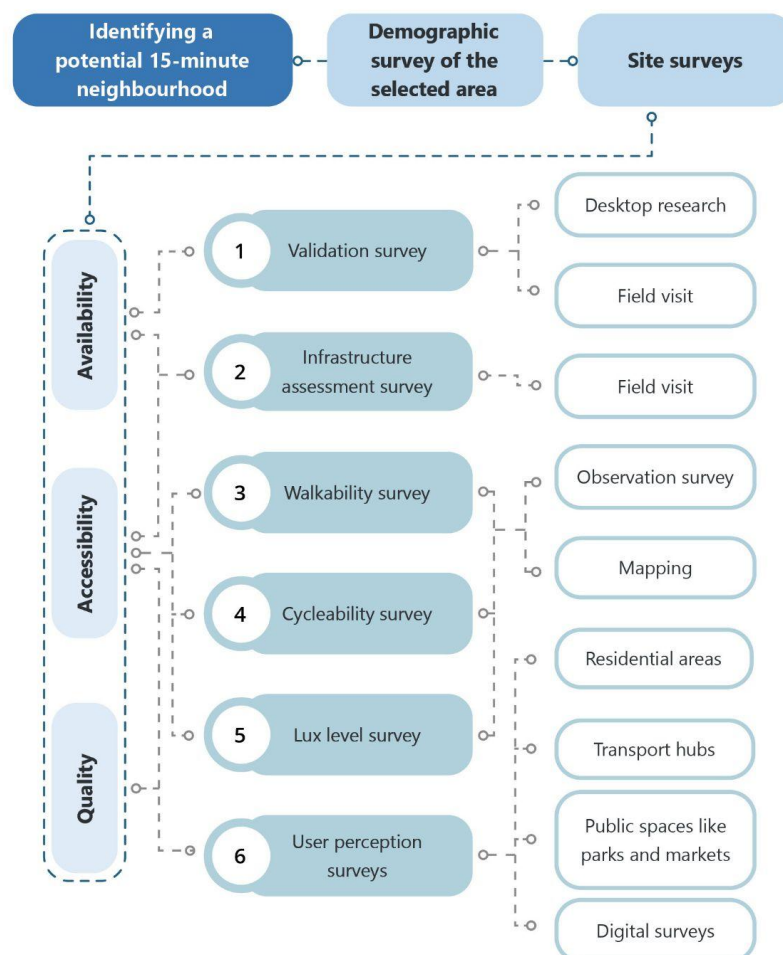 Identifying a
potential 15-minute
neighbourhood
Demographic
survey of the
selected area
Site surveys
Availability
Accessibility
Quality
1
Validation survey
2
Infrastructure
assessment survey
3
Walkability survey
4
Cycleability survey
5
Lux level survey
6
User perception
surveys
Desktop research
Field visit
Field visit
Observation survey
Mapping
Residential areas
Transport hubs
Public spaces like
parks and markets
Digital surveys